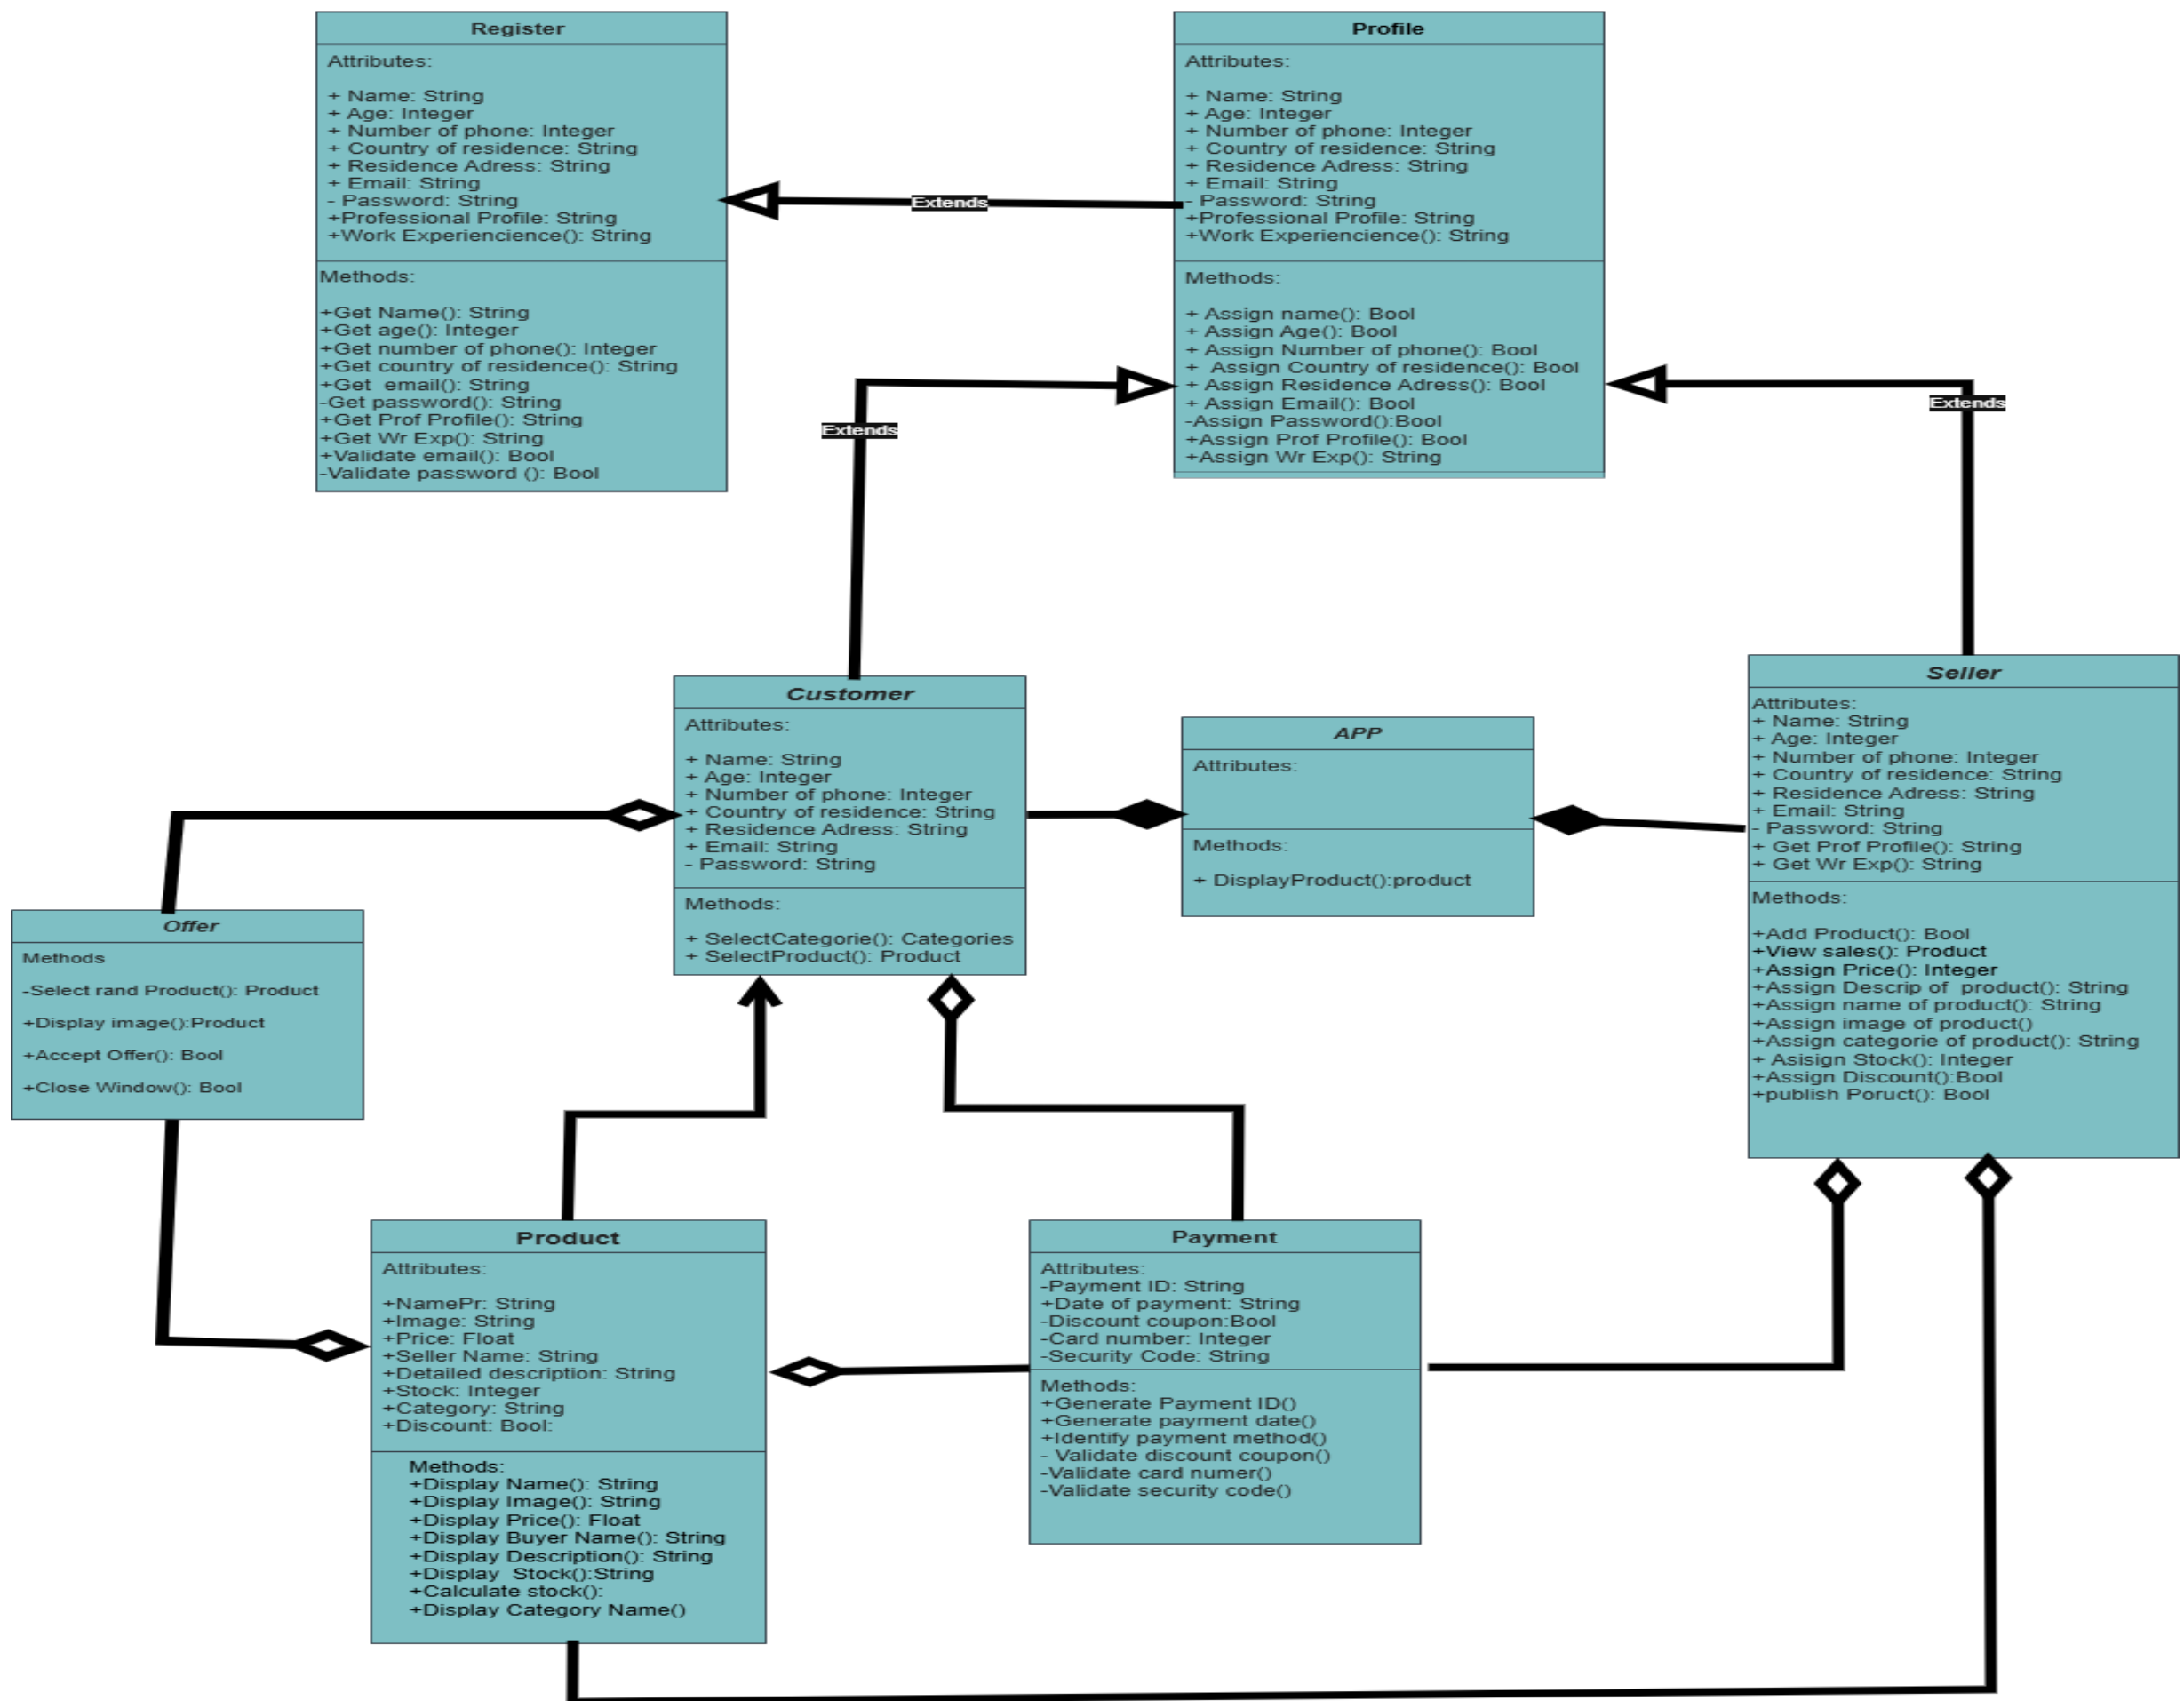 Register
Attributes:
+ Name: String
+ Age: Integer
+ Number of phone: Integer
+ Country of residence: String
+ Residence Adress: String
+ Email: String
- Password: String
+Professional Profile: String
+Work Experiencience(): String
Methods:
+Get Name(): String
+Get age(): Integer
+Get number of phone(): Integer
+Get country of residence(): String
+Get  email(): String
-Get password(): String
+Get Prof Profile(): String
+Get Wr Exp(): String
+Validate email(): Bool
-Validate password (): Bool
Extends
Profile
Attributes:
+ Name: String
+ Age: Integer
+ Number of phone: Integer
+ Country of residence: String
+ Residence Adress: String
+ Email: String
- Password: String
+Professional Profile: String
+Work Experiencience(): String
Methods:
+ Assign name(): Bool
+ Assign Age(): Bool
+ Assign Number of phone(): Bool
+  Assign Country of residence(): Bool
+ Assign Residence Adress(): Bool
+ Assign Email(): Bool
-Assign Password():Bool
+Assign Prof Profile(): Bool
+Assign Wr Exp(): String
Extends
Extends
Customer
Attributes:
+ Name: String
+ Age: Integer
+ Number of phone: Integer
+ Country of residence: String
+ Residence Adress: String
+ Email: String
- Password: String
Methods:
+ SelectCategorie(): Categories
+ SelectProduct(): Product
APP
Attributes:
Methods:
+ DisplayProduct():product
Seller
Attributes:
+ Name: String
+ Age: Integer
+ Number of phone: Integer
+ Country of residence: String
+ Residence Adress: String
+ Email: String
- Password: String
+ Get Prof Profile(): String
+ Get Wr Exp(): String
Methods:
+Add Product(): Bool
+View sales(): Product
+Assign Price(): Integer
+Assign Descrip of  product(): String
+Assign name of product(): String
+Assign image of product()
+Assign categorie of product(): String
+ Asisign Stock(): Integer
+Assign Discount():Bool
+publish Poruct(): Bool
Offer
Methods
-Select rand Product(): Product
+Display image():Product
+Accept Offer(): Bool
+Close Window(): Bool
Product
Attributes:
+NamePr: String
+Image: String
+Price: Float
+Seller Name: String
+Detailed description: String
+Stock: Integer
+Category: String
+Discount: Bool:
Methods:
+Display Name(): String
+Display Image(): String
+Display Price(): Float
+Display Buyer Name(): String
+Display Description(): String
+Display  Stock():String
+Calculate stock():
+Display Category Name()
Payment
Attributes:
-Payment ID: String
+Date of payment: String
-Discount coupon:Bool
-Card number: Integer
-Security Code: String
Methods:
+Generate Payment ID()
+Generate payment date()
+Identify payment method()
- Validate discount coupon()
-Validate card numer()
-Validate security code()